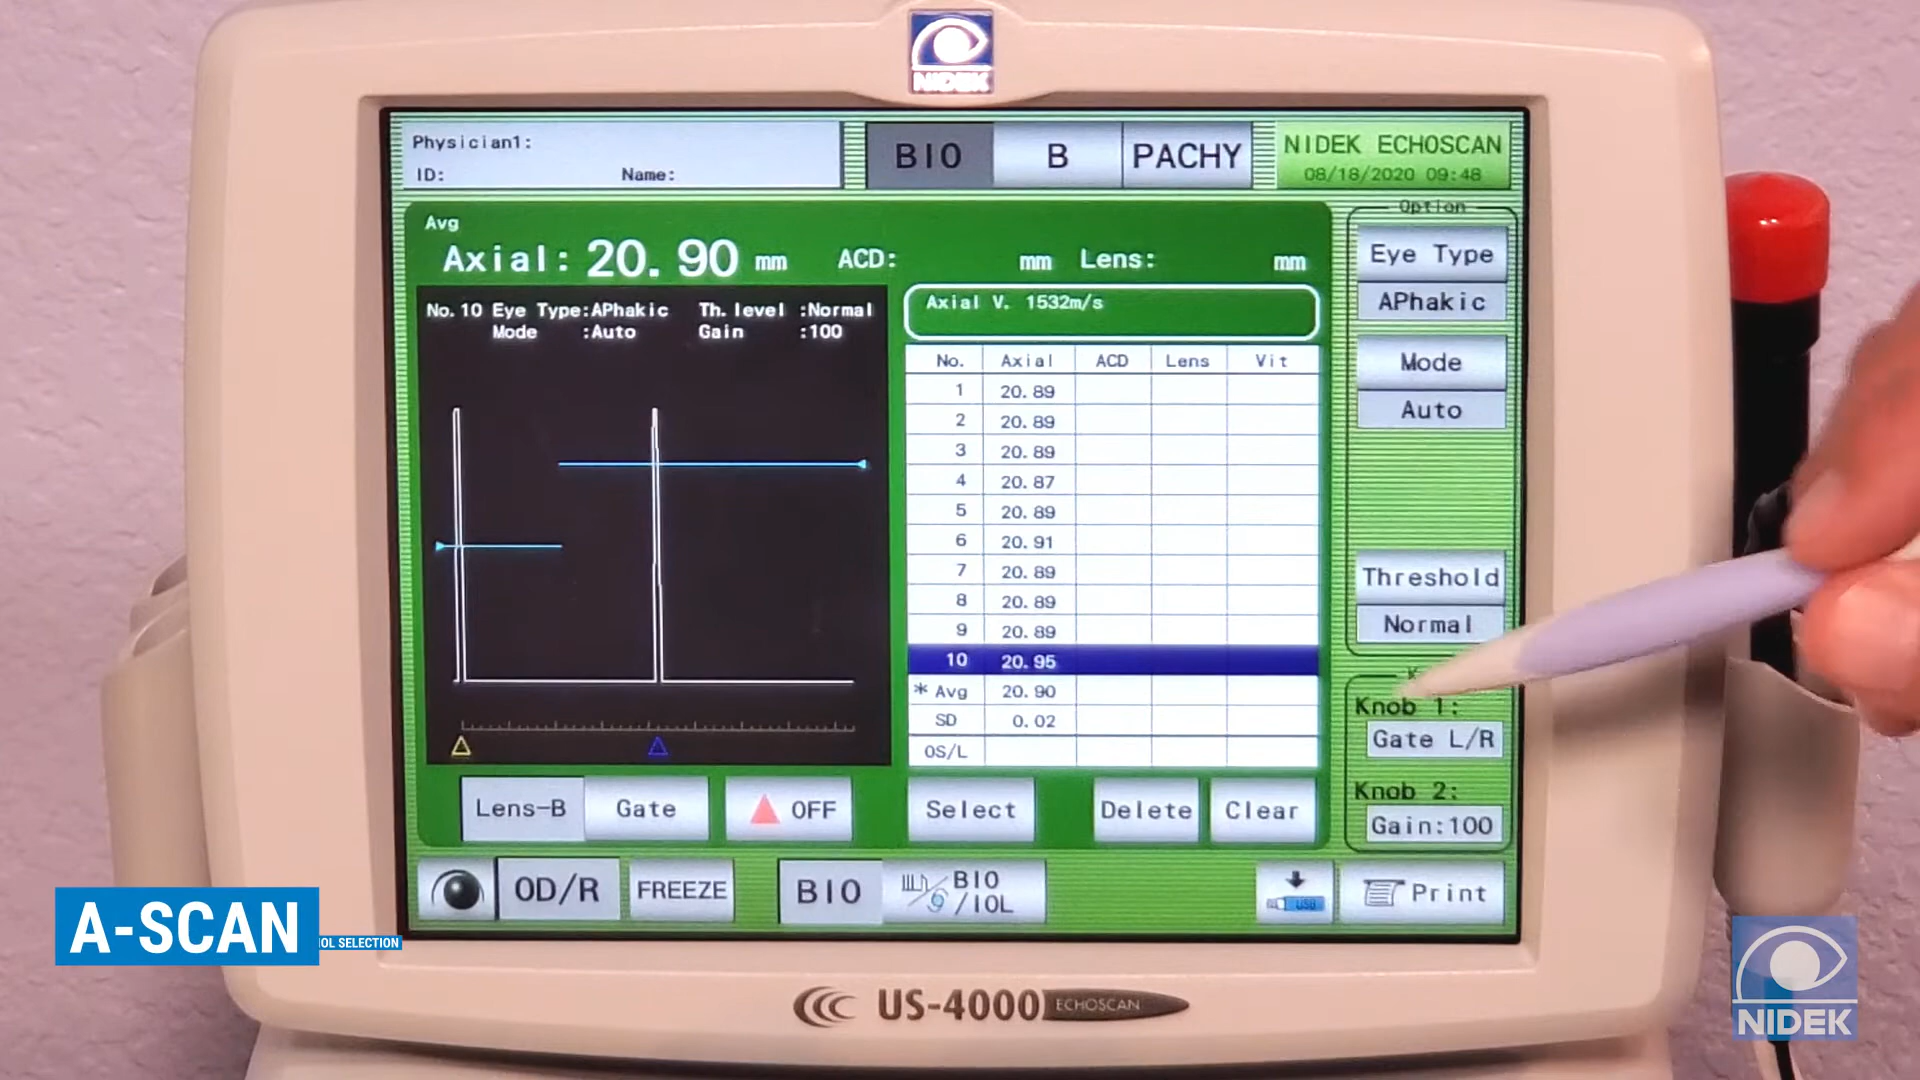 NIDEK
Physician1:
ID: Name:
BIO B PACHY
NIDEK ECHOSCAN
08/18/2020 09:48
Avg
Axial: 20.90 mm ACD: mm Lens: mm
No.10 Eye Type:APhakic Th.level :Normal
Mode :Auto Gain :100
Axial V. 1532m/s
No. Axial ACD Lens Vit
1 20.89
2 20.89
3 20.89
4 20.87
5 20.89
6 20.91
7 20.89
8 20.89
9 20.89
10 20.95
* Avg 20.90
SD 0.02
OS/L
Option
Eye Type
APhakic
Mode
Auto
Threshold
Normal
Knob 1:
Gate L/R
Knob 2:
Gain:100
Lens-B Gate OFF Select Delete Clear
OD/R FREEZE BIO BIO/IOL USB Print
A-SCAN
IOL SELECTION
US-4000 ECHOSCAN
NIDEK